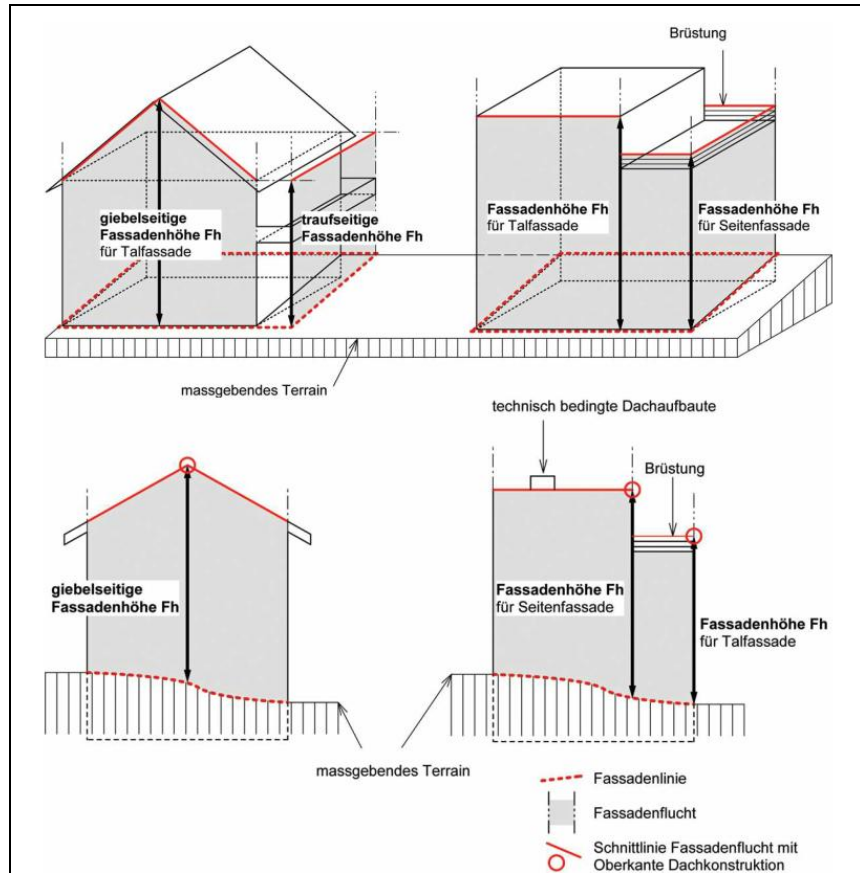 Brüstung
giebelseitige
Fassadenhöhe Fh
für Talfassade
traufseitige
Fassadenhöhe Fh
Fassadenhöhe Fh
für Talfassade
Fassadenhöhe Fh
für Seitenfassade
massgebendes Terrain
technisch bedingte Dachaufbaute
Brüstung
giebelseitige
Fassadenhöhe Fh
Fassadenhöhe Fh
für Seitenfassade
Fassadenhöhe Fh
für Talfassade
massgebendes Terrain
Fassadenlinie
Fassadenflucht
Schnittlinie Fassadenflucht mit
Oberkante Dachkonstruktion